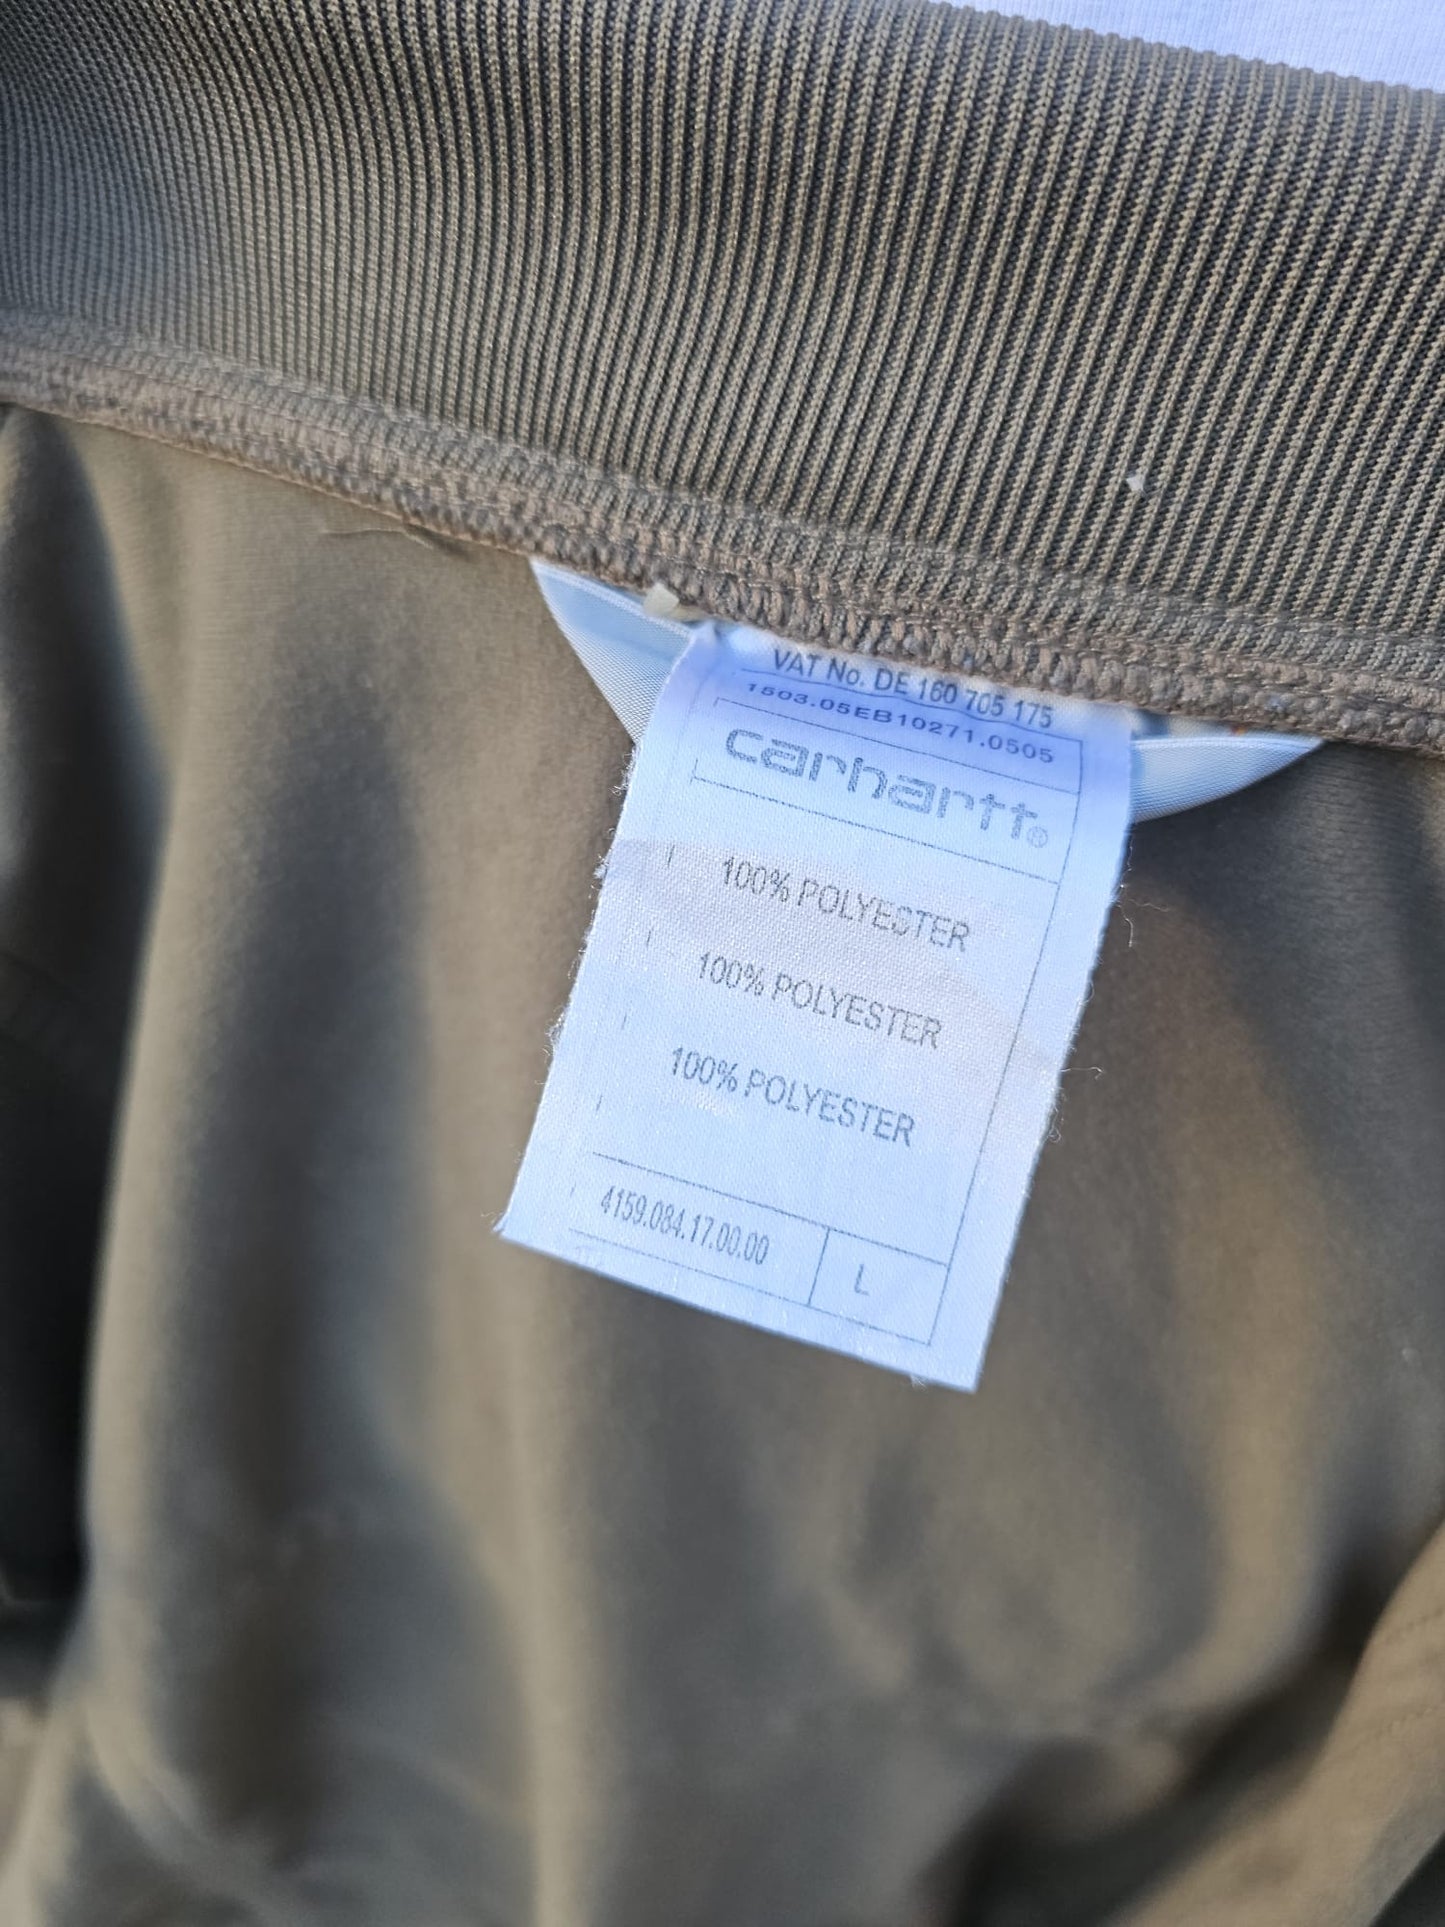 VAT No. DE 160 705 175
1503.05EB10271.0505
carhartt®
100% POLYESTER
100% POLYESTER
100% POLYESTER
4159.084.17.00.00
L